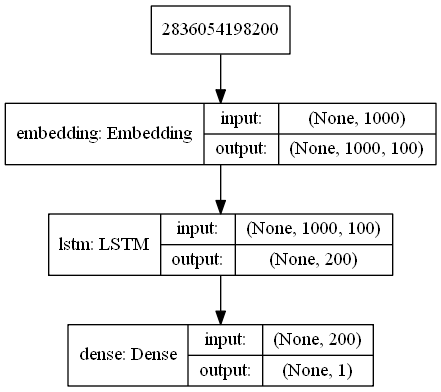 2836054198200
embedding: Embedding
input: (None, 1000)
output: (None, 1000, 100)
lstm: LSTM
input: (None, 1000, 100)
output: (None, 200)
dense: Dense
input: (None, 200)
output: (None, 1)